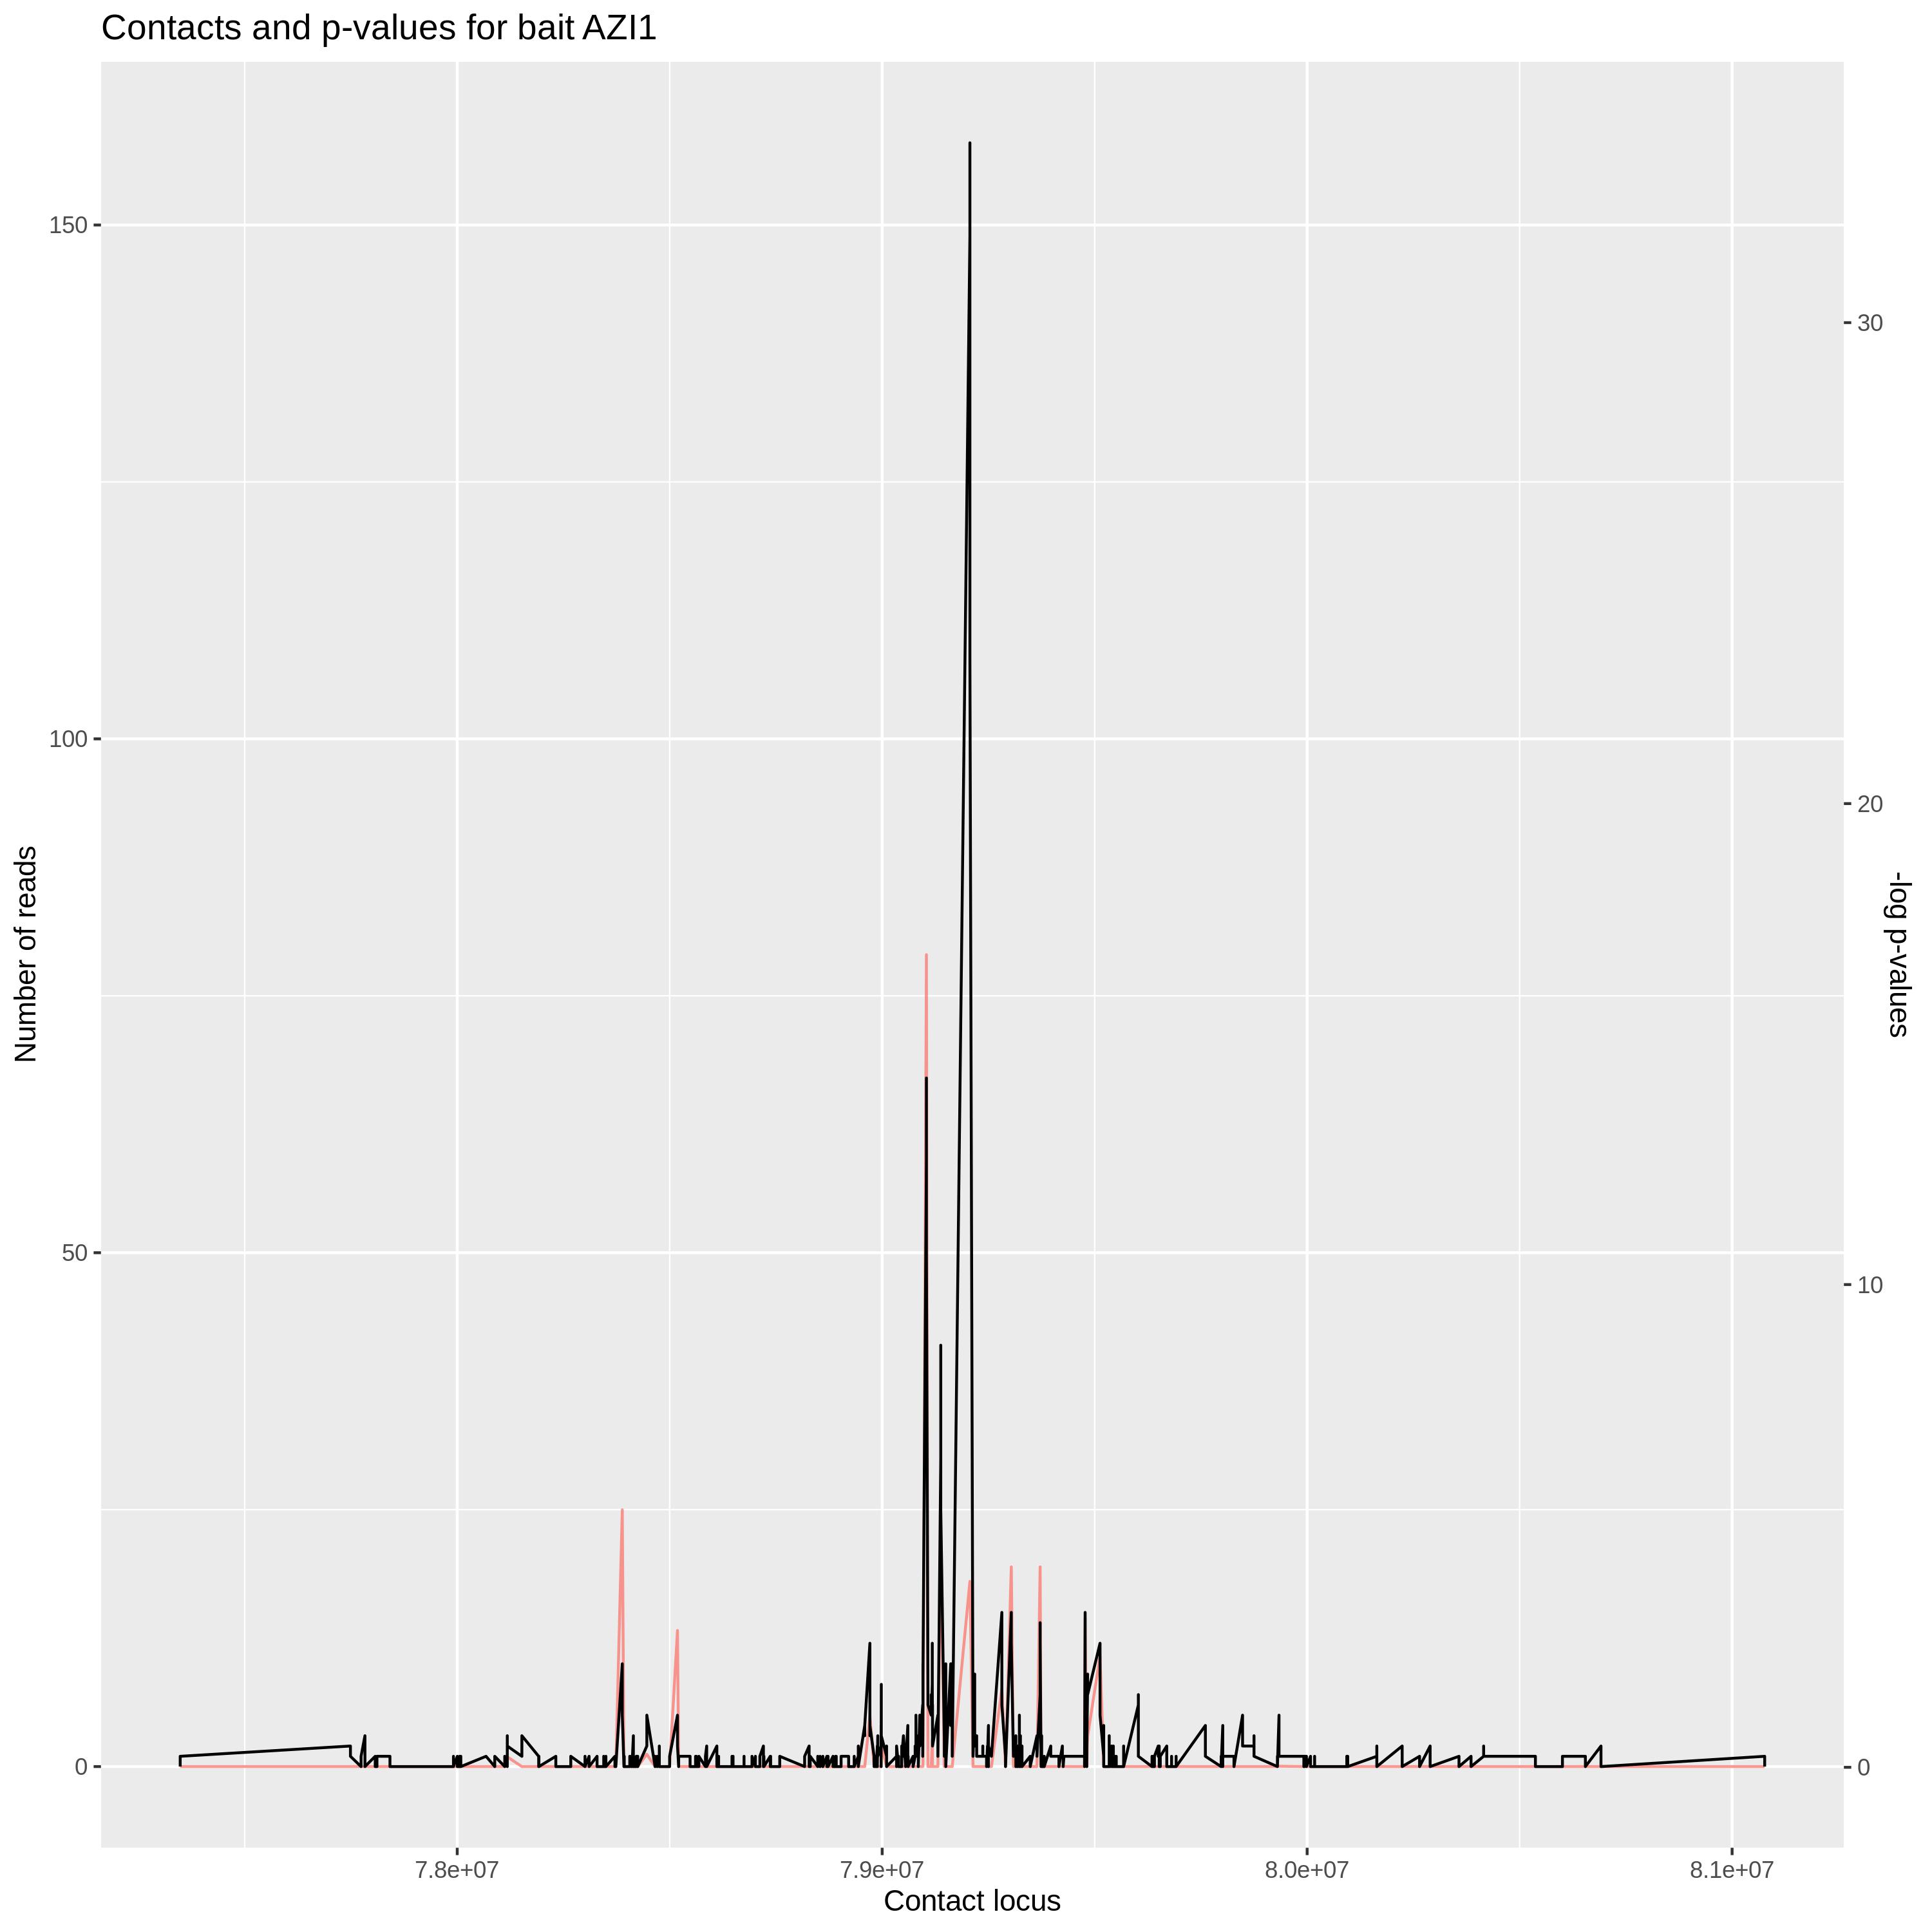 Contacts and p-values for bait AZI1
150
100
50
0
Number of reads
30
20
10
0
-log p-values
7.8e+07
7.9e+07
8.0e+07
8.1e+07
Contact locus